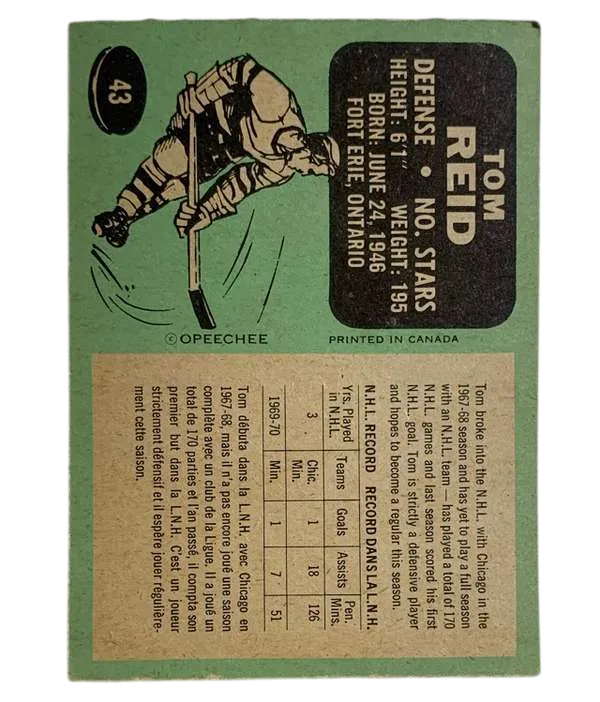 43
TOM
REID
DEFENSE • NO. STARS
HEIGHT: 6'1" WEIGHT: 195
BORN: JUNE 24, 1946
FORT ERIE, ONTARIO
© OPEECHEE
PRINTED IN CANADA
Tom broke into the N.H.L. with Chicago in the
1967-68 season and has yet to play a full season
with an N.H.L. team — has played a total of 170
N.H.L. games and last season scored his first
N.H.L. goal. Tom is strictly a defensive player
and hopes to become a regular this season.
N.H.L. RECORD RECORD DANS LA L.N.H.
Yrs. Played in N.H.L. Teams Goals Assists Pen. Mins.
3 Chic. Min. 1 18 126
1969-70 Min. 1 7 51
Tom débuta dans la L.N.H. avec Chicago en
1967-68, mais il n'a pas encore joué une saison
complète avec un club de la Ligue. Il a joué un
total de 170 parties et l'an passé, il compta son
premier but dans la L.N.H. C'est un joueur
strictement défensif et il espère jouer régulière-
ment cette saison.